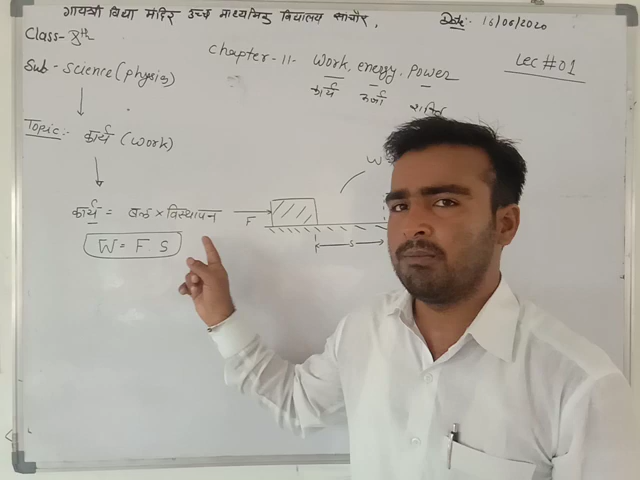 गायत्री विद्या मंदिर उच्च माध्यमिक विद्यालय सांचौर.
Date: 16/06/2020
Class-8th
Chapter-11- Work, energy, power
Lec #01
Sub- Science (physics)
कार्य ऊर्जा शक्ति
Topic:- कार्य (work)
W
कार्य = बल × विस्थापन
F
W = F. S
S